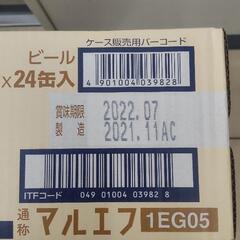 ケース販売用バーコード
ビール
×24缶入
4 901004 039828
賞味期限 2022.07
製造 2021.11AC
ITFコード 049 01004 03982 8
通称 マルエフ 1EG05